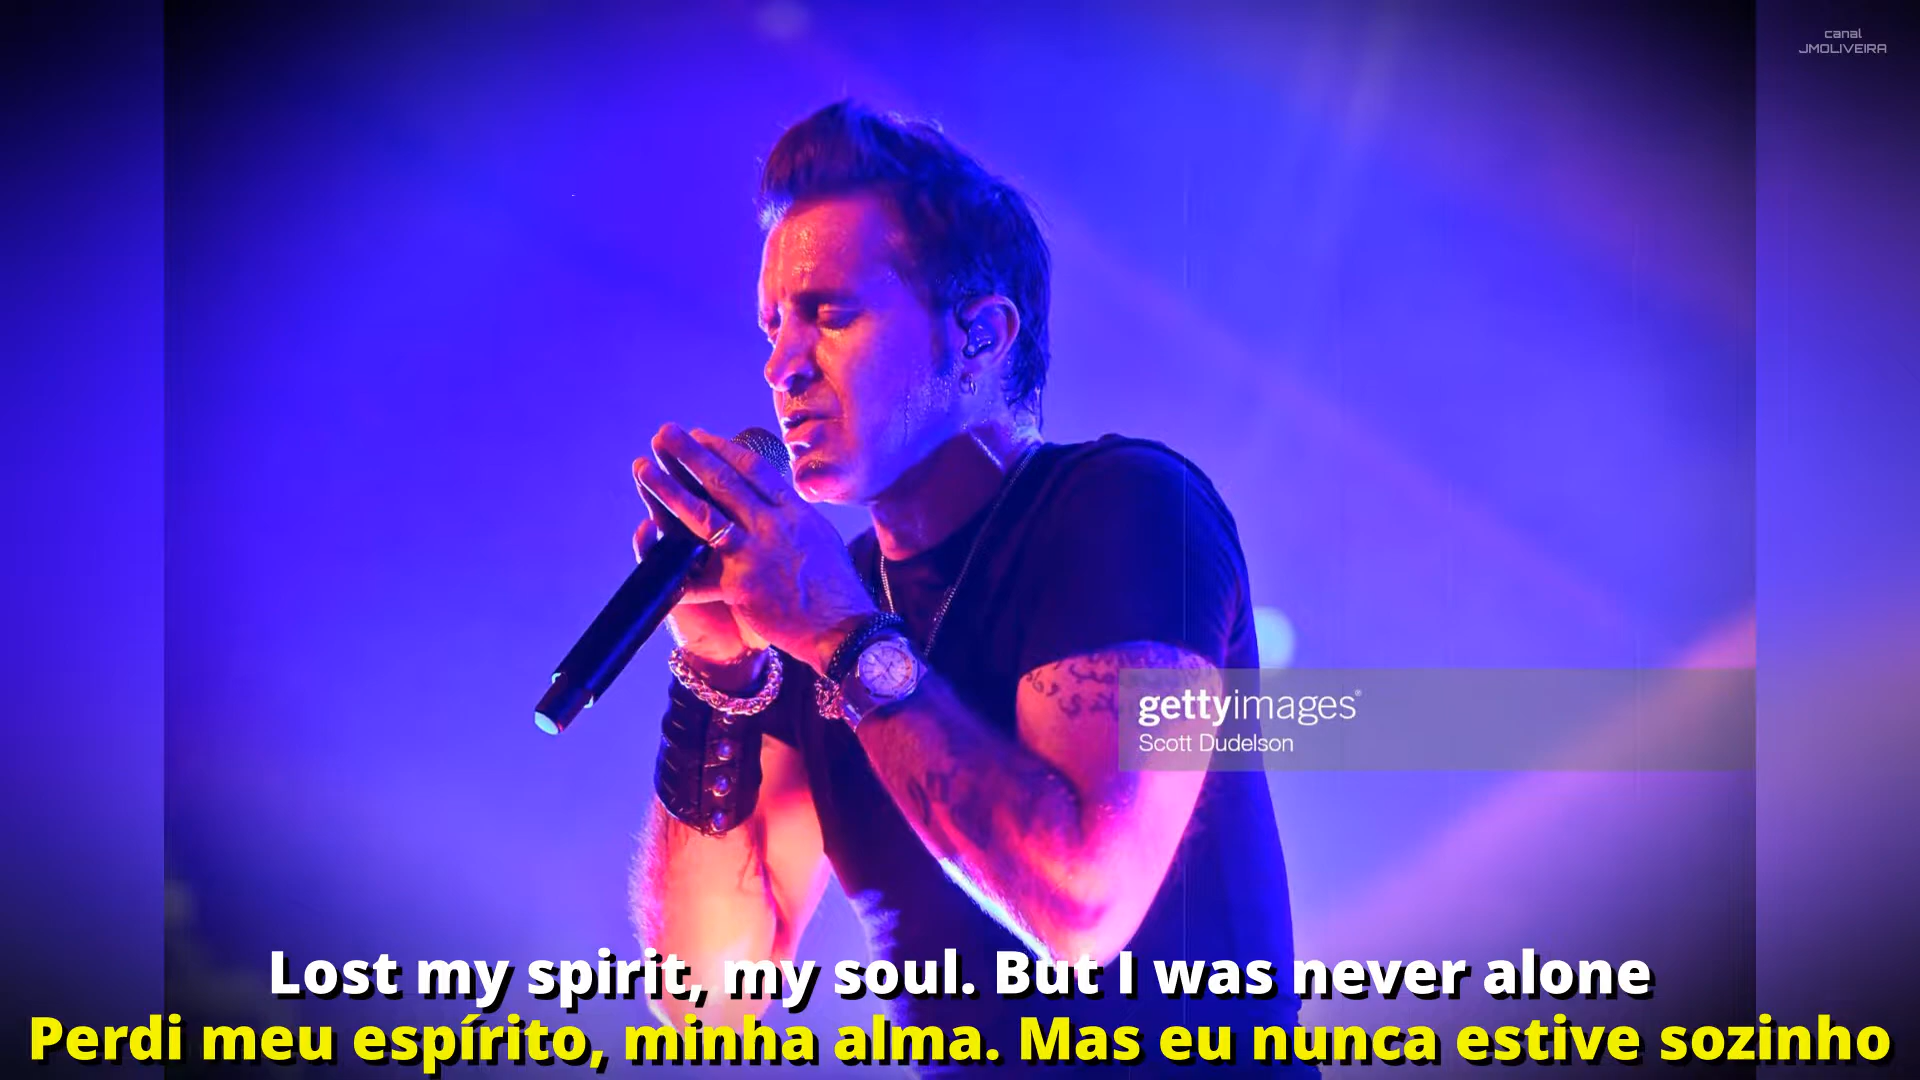 canal
JMOLIVEIRA
gettyimages®
Scott Dudelson
Lost my spirit, my soul. But I was never alone
Perdi meu espírito, minha alma. Mas eu nunca estive sozinho